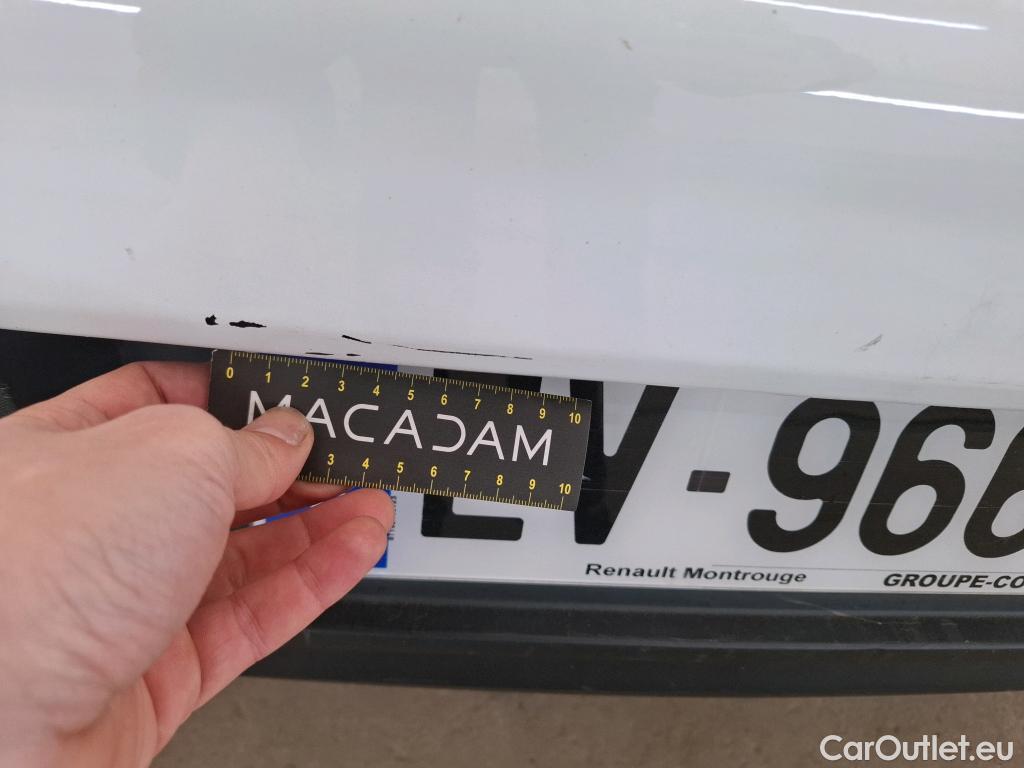 0 1 2 3 4 5 6 7 8 9 10
MACADAM
3 4 5 6 7 8 9 10
V-966
Renault Montrouge
GROUPE-CO
CarOutlet.eu